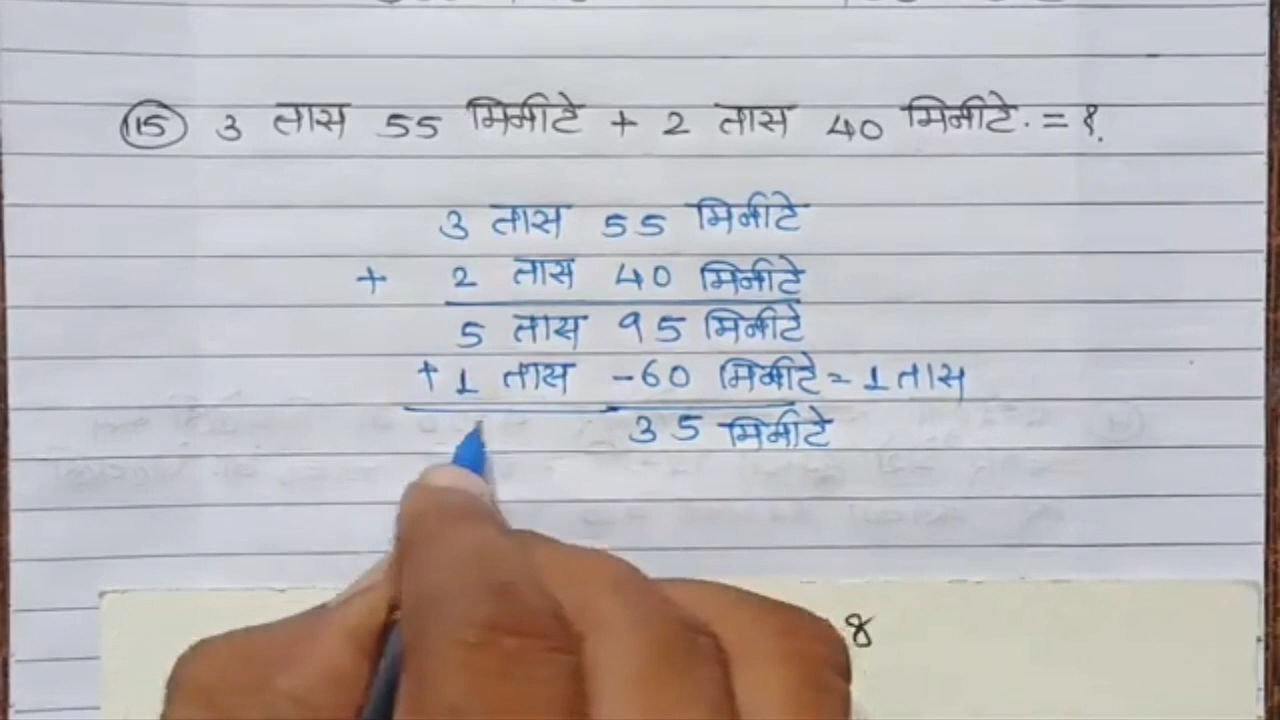 15 3 तास 55 मिनीटे + 2 तास 40 मिनीटे. = ?
3 तास 55 मिनीटे
+ 2 तास 40 मिनीटे
5 तास 95 मिनीटे
+ 1 तास - 60 मिनीटे = 1 तास
35 मिनीटे
8